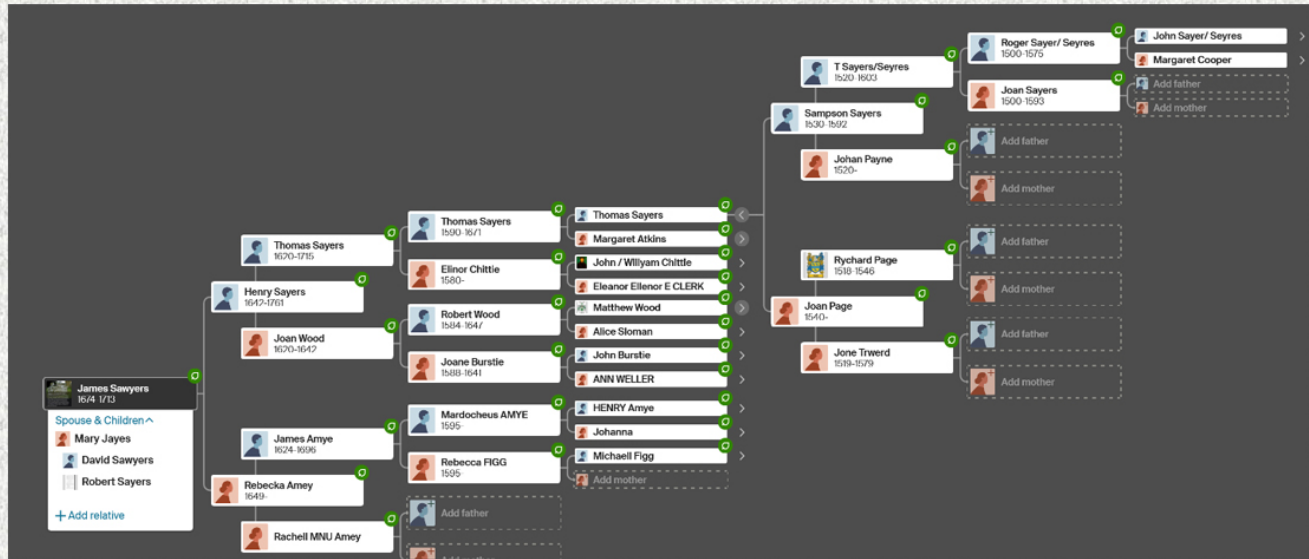 James Sawyers
1674-1713
Spouse & Children
Mary Jayes
David Sawyers
Robert Sayers
+ Add relative
Henry Sayers
1642-1761
Rebecka Amey
1649-
Thomas Sayers
1620-1715
Joan Wood
1620-1642
James Amye
1624-1696
Rachell MNU Amey
Thomas Sayers
1590-1671
Elinor Chittie
1580-
Robert Wood
1584-1647
Joane Burstie
1588-1641
Mardocheus AMYE
1595-
Rebecca FIGG
1595-
Add father
Add mother
Thomas Sayers
Margaret Atkins
John / Willyam Chittle
Eleanor Ellenor E CLERK
Matthew Wood
Alice Sloman
John Burstie
ANN WELLER
HENRY Amye
Johanna
Michaell Figg
Add mother
Sampson Sayers
1530-1592
Joan Page
1540-
T Sayers/Seyres
1520-1603
Johan Payne
1520-
Rychard Page
1518-1546
Jone Trwerd
1519-1579
Roger Sayer/ Seyres
1500-1575
Joan Sayers
1500-1593
Add father
Add mother
Add father
Add mother
Add father
Add mother
John Sayer/ Seyres
Margaret Cooper
Add father
Add mother